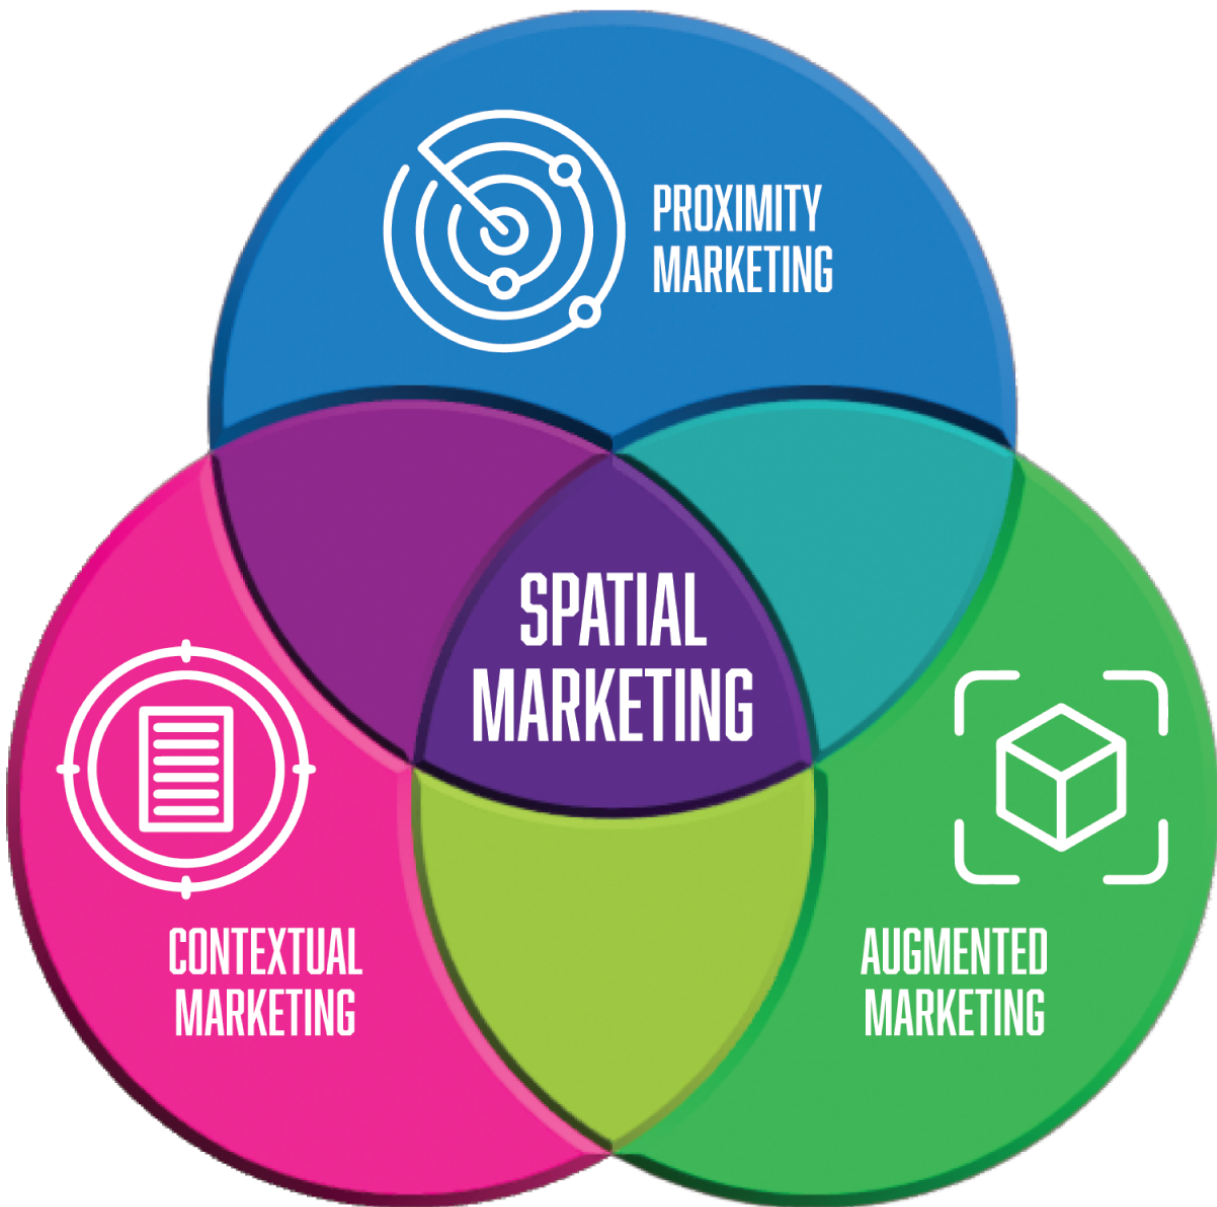 PROXIMITY
MARKETING
SPATIAL
MARKETING
CONTEXTUAL
MARKETING
AUGMENTED
MARKETING